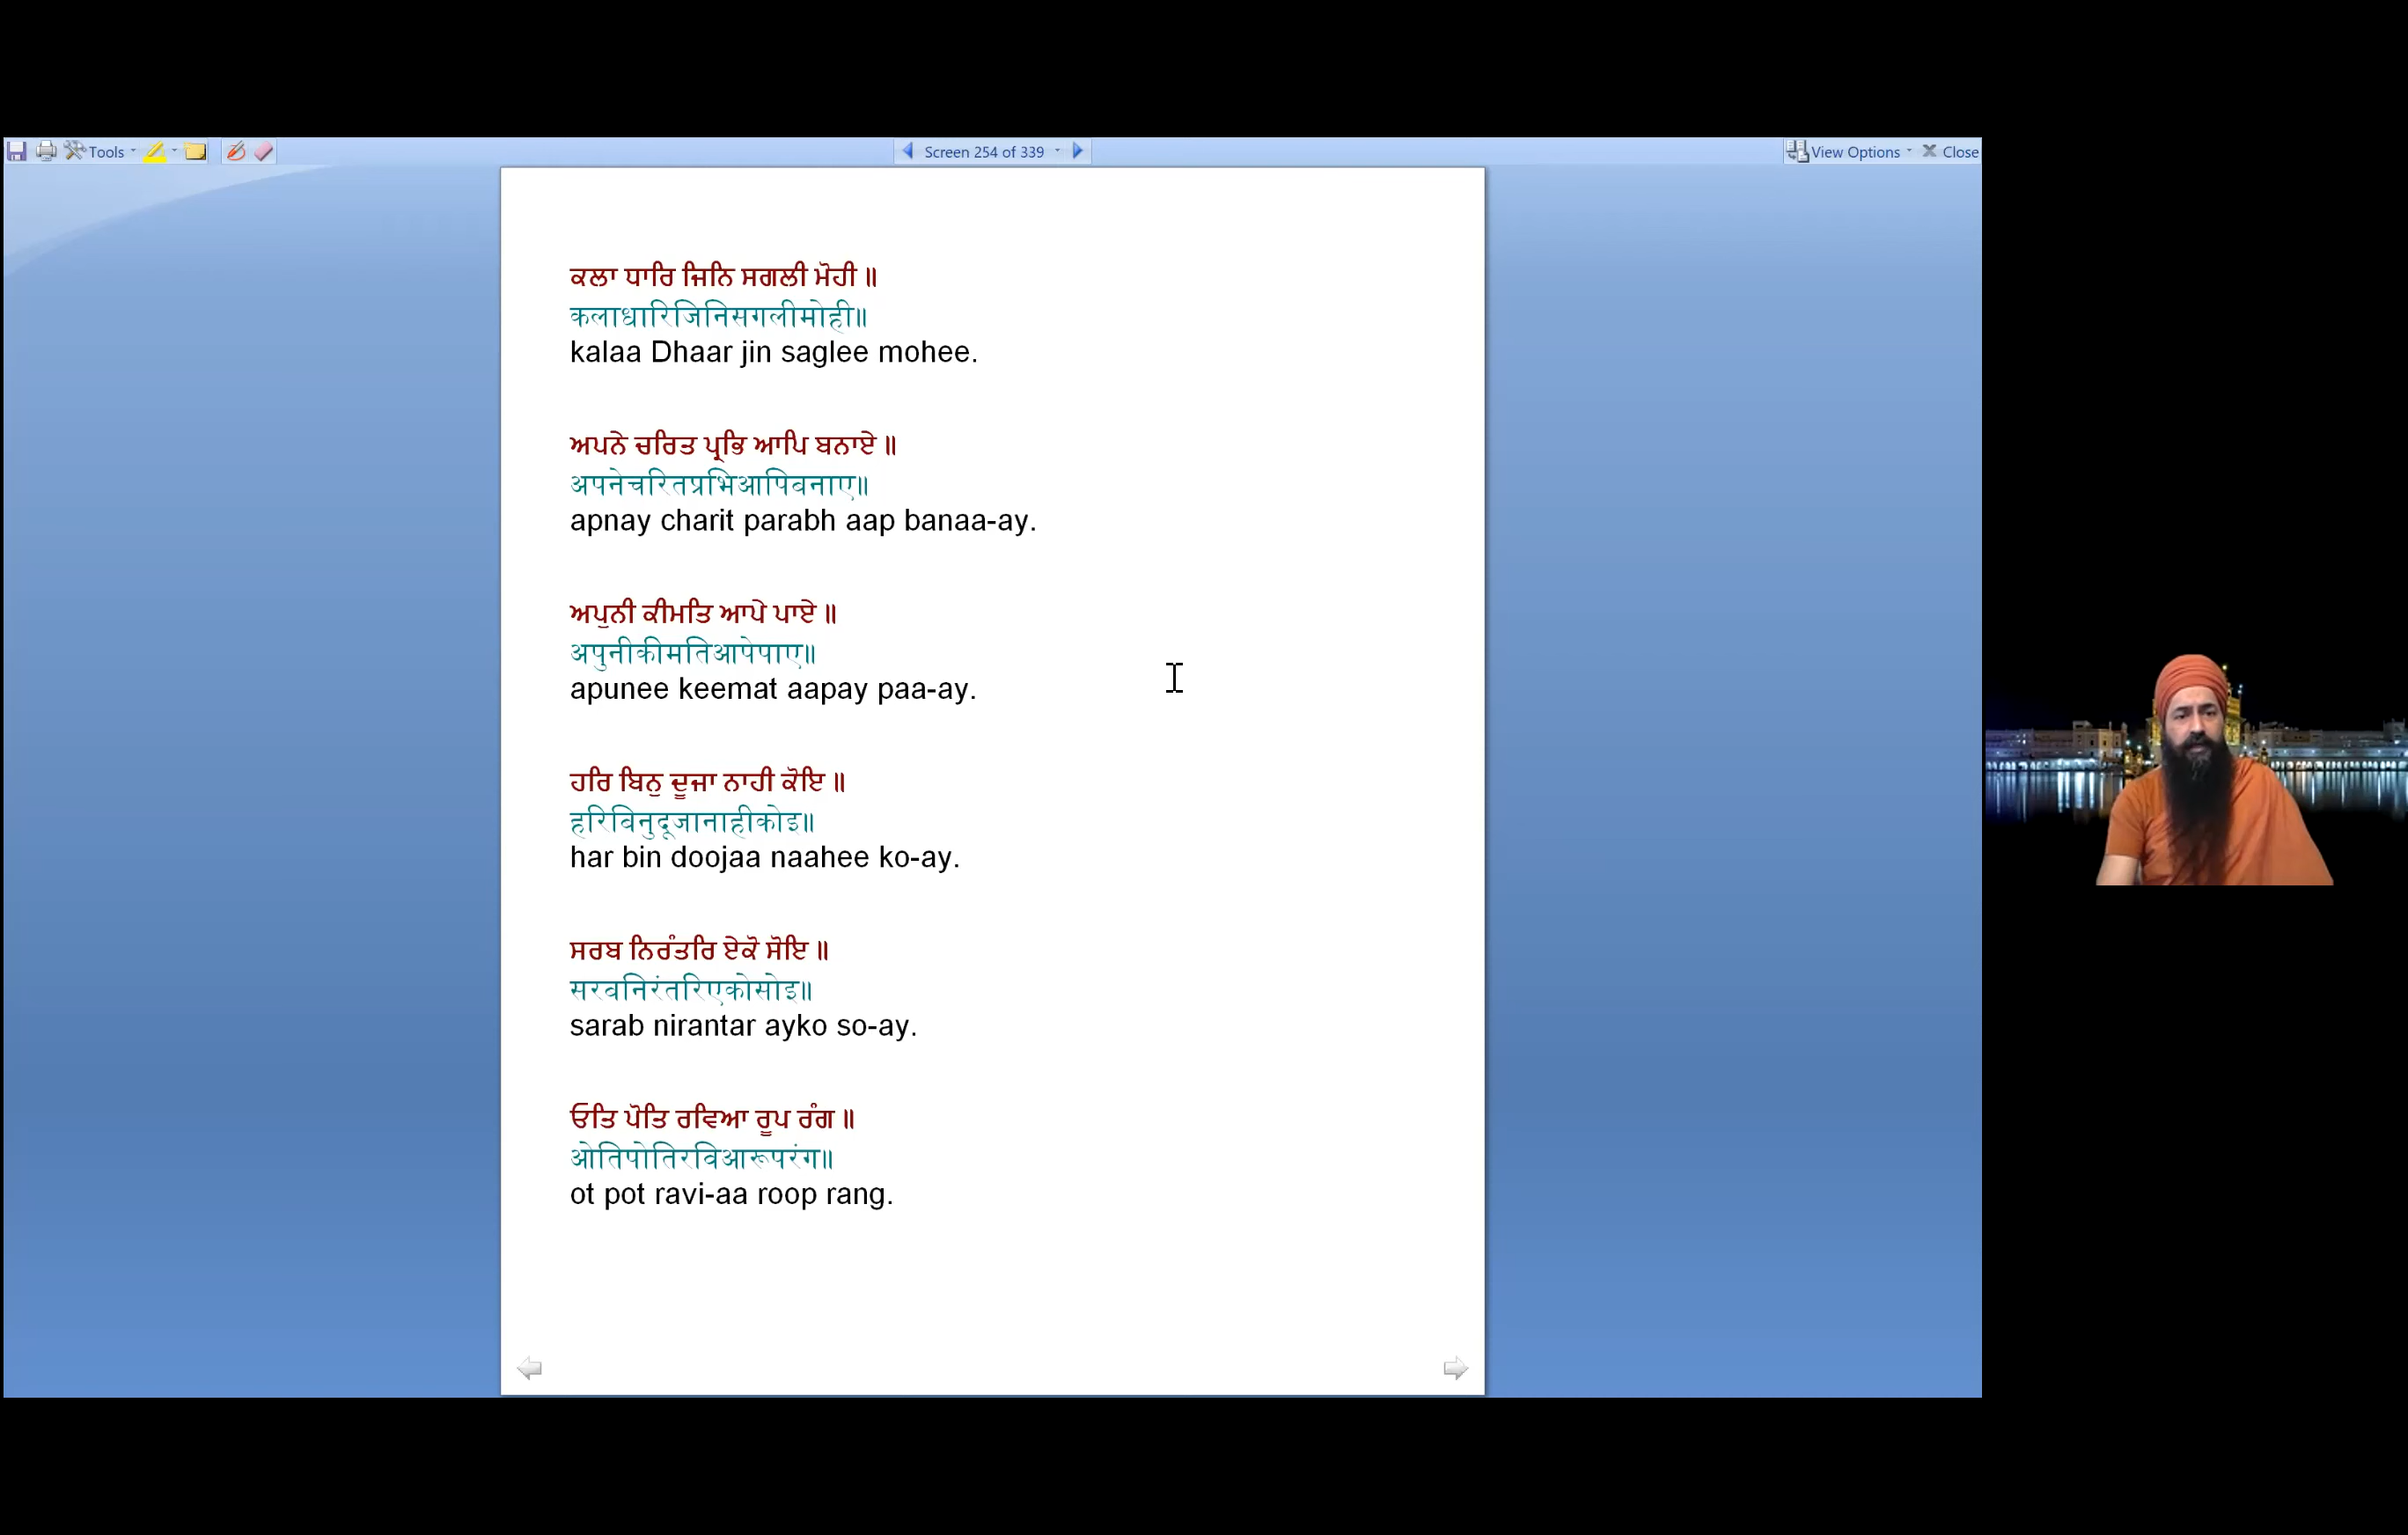 Tools
Screen 254 of 339
View Options
Close
ਕਲਾ ਧਾਰਿ ਜਿਨਿ ਸਗਲੀ ਮੋਹੀ ॥
कलाधारिजिनिसगलीमोही॥
kalaa Dhaar jin saglee mohee.
ਅਪਨੇ ਚਰਿਤ ਪ੍ਰਭਿ ਆਪਿ ਬਨਾਏ ॥
अपनेचरितप्रभिआपिबनाए॥
apnay charit parabh aap banaa-ay.
ਅਪੁਨੀ ਕੀਮਤਿ ਆਪੇ ਪਾਏ ॥
अपुनीकीमतिआपेपाए॥
apunee keemat aapay paa-ay.
ਹਰਿ ਬਿਨੁ ਦੂਜਾ ਨਾਹੀ ਕੋਇ ॥
हरिबिनुदूजानाहीकोइ॥
har bin doojaa naahee ko-ay.
ਸਰਬ ਨਿਰੰਤਰਿ ਏਕੋ ਸੋਇ ॥
सरबनिरंतरिएकोसोइ॥
sarab nirantar ayko so-ay.
ਓਤਿ ਪੋਤਿ ਰਵਿਆ ਰੂਪ ਰੰਗ ॥
ओतिपोतिरविआरूपरंग॥
ot pot ravi-aa roop rang.